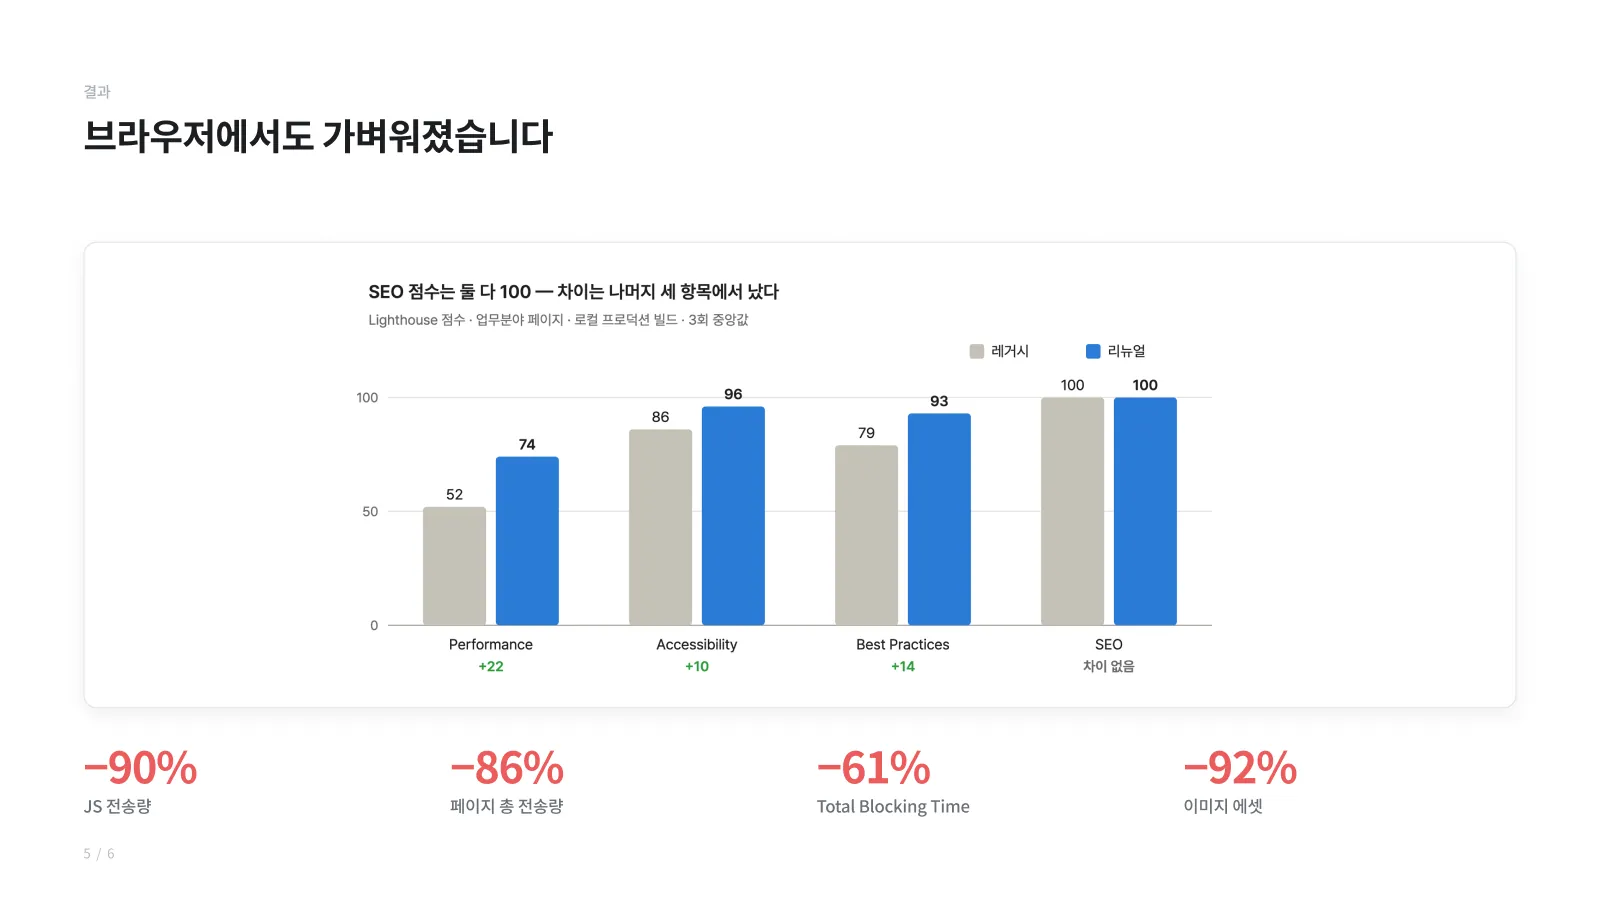 결과
브라우저에서도 가벼워졌습니다
SEO 점수는 둘 다 100 — 차이는 나머지 세 항목에서 났다
Lighthouse 점수 · 업무분야 페이지 · 로컬 프로덕션 빌드 · 3회 중앙값
레거시 리뉴얼
100
50
0
52 74
86 96
79 93
100 100
Performance Accessibility Best Practices SEO
+22 +10 +14 차이 없음
−90% −86% −61% −92%
JS 전송량 페이지 총 전송량 Total Blocking Time 이미지 에셋
5 / 6